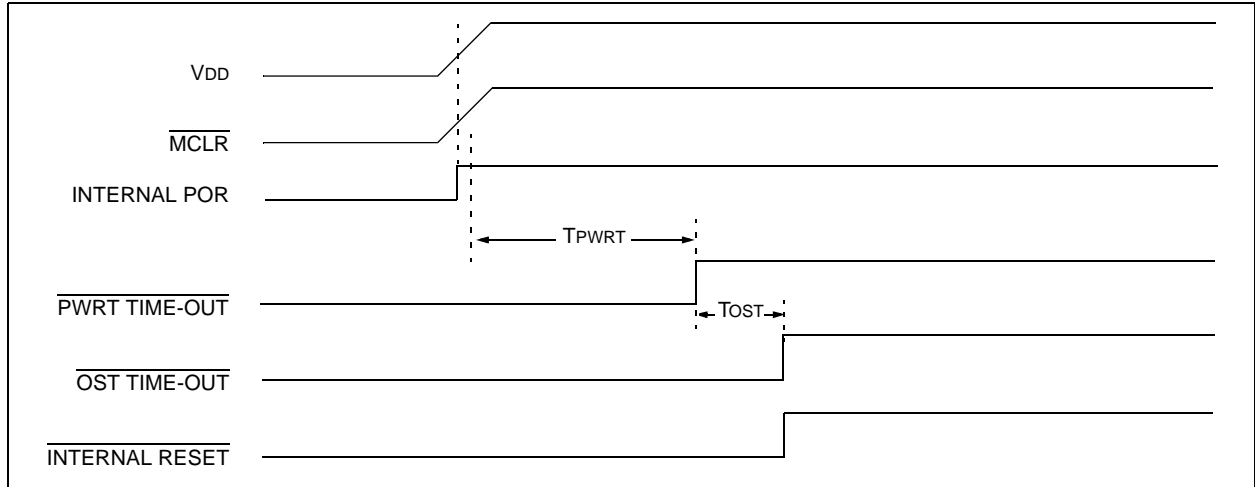 VDD
MCLR
INTERNAL POR
TPWRT
PWRT TIME-OUT
TOST
OST TIME-OUT
INTERNAL RESET